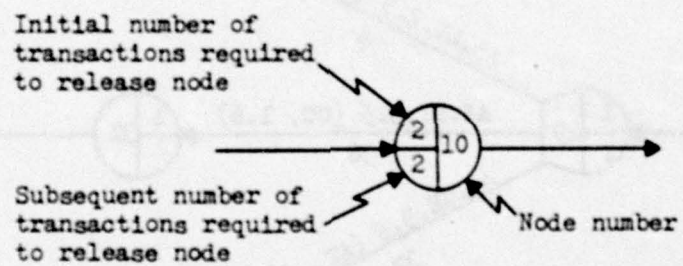 Initial number of
transactions required
to release node
2
10
2
Subsequent number of
transactions required
to release node
Node number